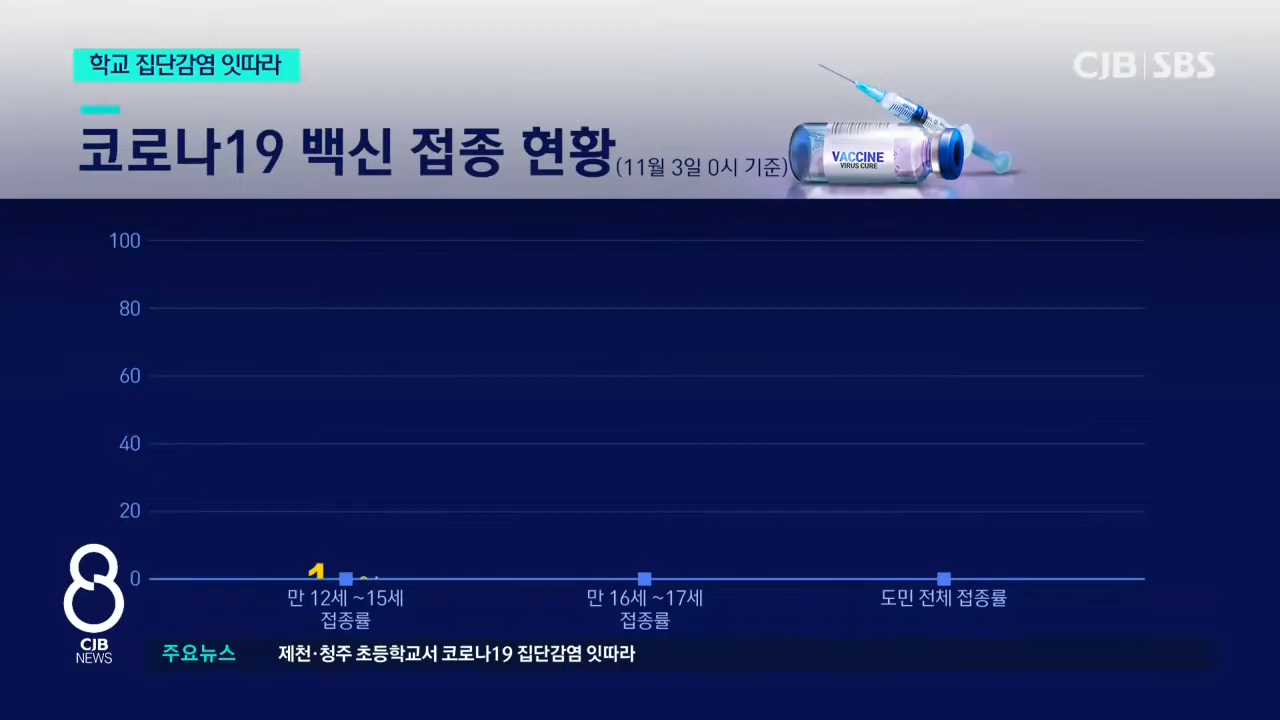 학교 집단감염 잇따라
CJB SBS
코로나19 백신 접종 현황(11월 3일 0시 기준)
VACCINE
VIRUS CURE
100
80
60
40
20
0
1
만 12세 ~15세
접종률
만 16세 ~17세
접종률
도민 전체 접종률
8
CJB
NEWS
주요뉴스 제천·청주 초등학교서 코로나19 집단감염 잇따라